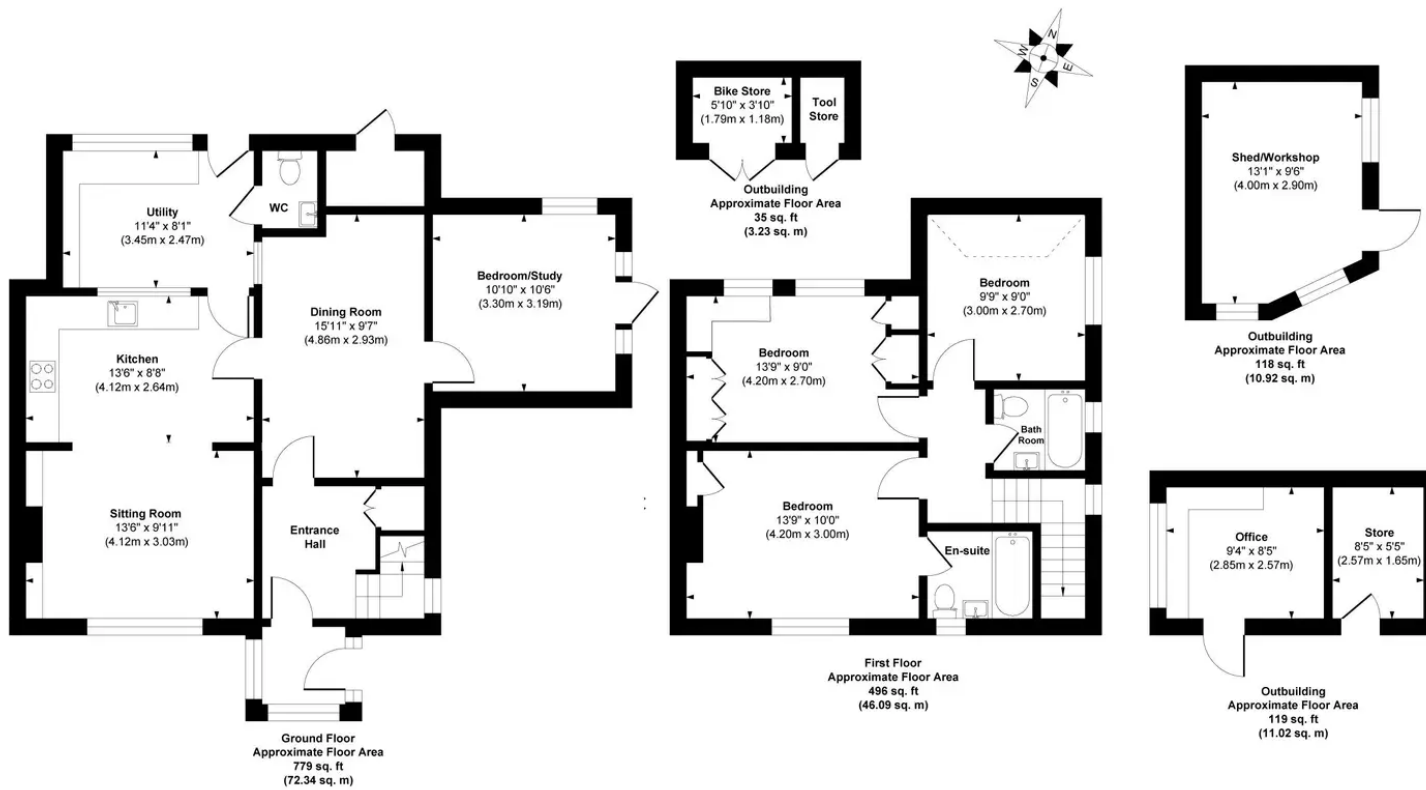 N
W
E
S
Utility
11'4" x 8'1"
(3.45m x 2.47m)
WC
Kitchen
13'6" x 8'8"
(4.12m x 2.64m)
Dining Room
15'11" x 9'7"
(4.86m x 2.93m)
Bedroom/Study
10'10" x 10'6"
(3.30m x 3.19m)
Sitting Room
13'6" x 9'11"
(4.12m x 3.03m)
Entrance
Hall
Ground Floor
Approximate Floor Area
779 sq. ft
(72.34 sq. m)
Bike Store
5'10" x 3'10"
(1.79m x 1.18m)
Tool
Store
Outbuilding
Approximate Floor Area
35 sq. ft
(3.23 sq. m)
Bedroom
9'9" x 9'0"
(3.00m x 2.70m)
Bedroom
13'9" x 9'0"
(4.20m x 2.70m)
Bath
Room
Bedroom
13'9" x 10'0"
(4.20m x 3.00m)
En-suite
First Floor
Approximate Floor Area
496 sq. ft
(46.09 sq. m)
Shed/Workshop
13'1" x 9'6"
(4.00m x 2.90m)
Outbuilding
Approximate Floor Area
118 sq. ft
(10.92 sq. m)
Office
9'4" x 8'5"
(2.85m x 2.57m)
Store
8'5" x 5'5"
(2.57m x 1.65m)
Outbuilding
Approximate Floor Area
119 sq. ft
(11.02 sq. m)